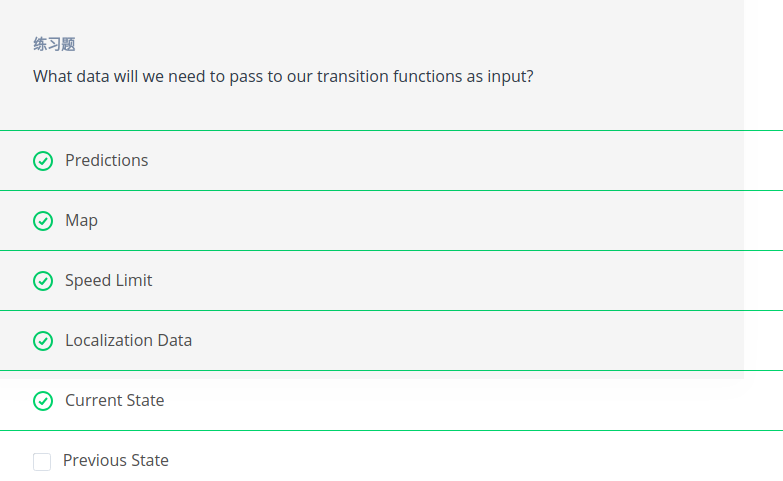 练习题
What data will we need to pass to our transition functions as input?
Predictions
Map
Speed Limit
Localization Data
Current State
Previous State